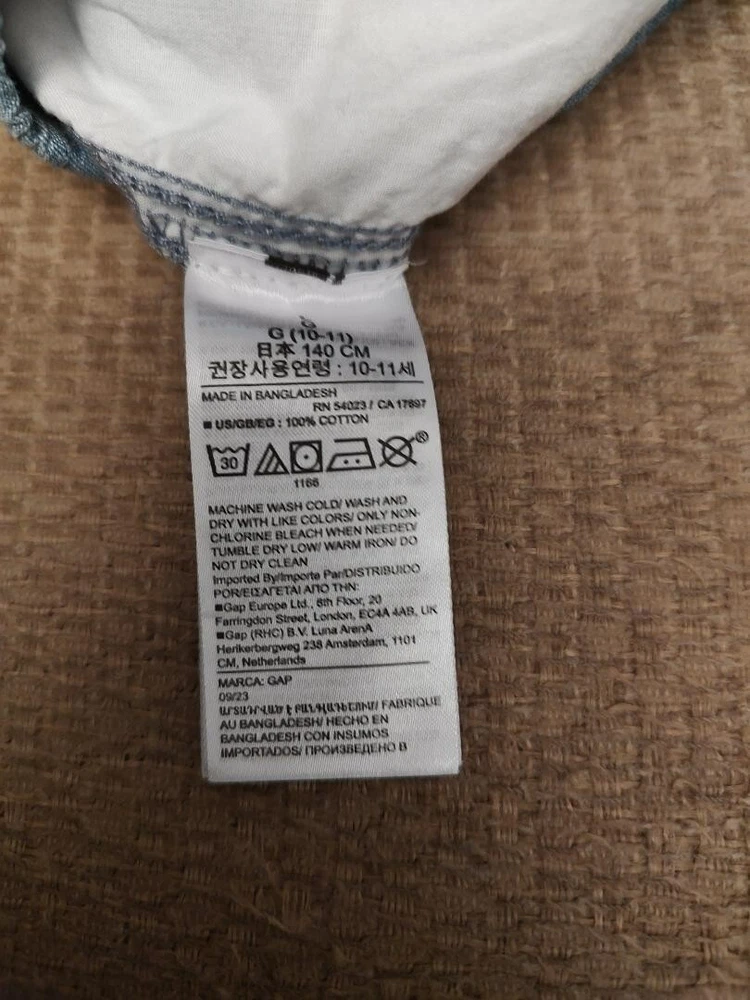 G (10-11)
日本 140 CM
권장사용연령 : 10-11세
MADE IN BANGLADESH
RN 54023 / CA 17897
■ US/GB/EG : 100% COTTON
30
®
1166
MACHINE WASH COLD/ WASH AND
DRY WITH LIKE COLORS/ ONLY NON-
CHLORINE BLEACH WHEN NEEDED/
TUMBLE DRY LOW/ WARM IRON/ DO
NOT DRY CLEAN
Imported By/Importe Par/DISTRIBUIDO
POR/ΕΙΣΑΓΕΤΑΙ ΑΠΟ ΤΗΝ:
■Gap Europe Ltd., 6th Floor, 20
Farringdon Street, London, EC4A 4AB, UK
■Gap (RHC) B.V. Luna ArenA
Herikerbergweg 238 Amsterdam, 1101
CM, Netherlands
MARCA: GAP
09/23
ԱՐՏԱԴՐՎԱԾ Է ԲԱՆԳԼԱԴԵՇՈՒՄ/ FABRIQUE
AU BANGLADESH/ HECHO EN
BANGLADESH CON INSUMOS
IMPORTADOS/ ПРОИЗВЕДЕНО В